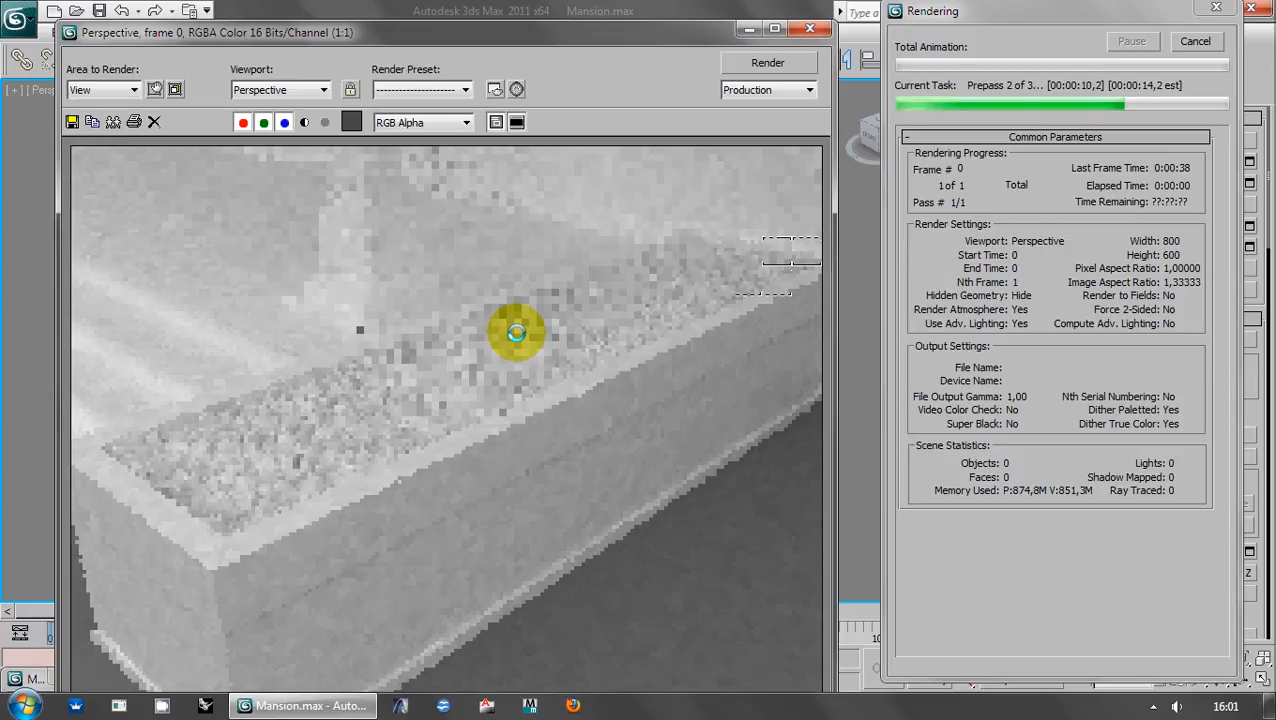 Autodesk 3ds Max 2011 x64 Mansion.max
Type a
Perspective, frame 0, RGBA Color 16 Bits/Channel (1:1)
Rendering
Area to Render:
Viewport:
Render Preset:
Render
View
Perspective
-----------------------
Production
RGB Alpha
[ + ] [ Persp
Total Animation:
Pause
Cancel
Current Task: Prepass 2 of 3... [00:00:10,2] [00:00:14,2 est]
- Common Parameters
Rendering Progress:
Frame # 0
Last Frame Time: 0:00:38
1 of 1 Total
Elapsed Time: 0:00:00
Pass # 1/1
Time Remaining: ??:??:??
Render Settings:
Viewport: Perspective
Width: 800
Start Time: 0
Height: 600
End Time: 0
Pixel Aspect Ratio: 1,00000
Nth Frame: 1
Image Aspect Ratio: 1,33333
Hidden Geometry: Hide
Render to Fields: No
Render Atmosphere: Yes
Force 2-Sided: No
Use Adv. Lighting: Yes
Compute Adv. Lighting: No
Output Settings:
File Name:
Device Name:
File Output Gamma: 1,00
Nth Serial Numbering: No
Video Color Check: No
Dither Paletted: Yes
Super Black: No
Dither True Color: Yes
Scene Statistics:
Objects: 0
Lights: 0
Faces: 0
Shadow Mapped: 0
Memory Used: P:874,8M V:851,3M
Ray Traced: 0
Z
0
10
M...
Mansion.max - Auto...
16:01